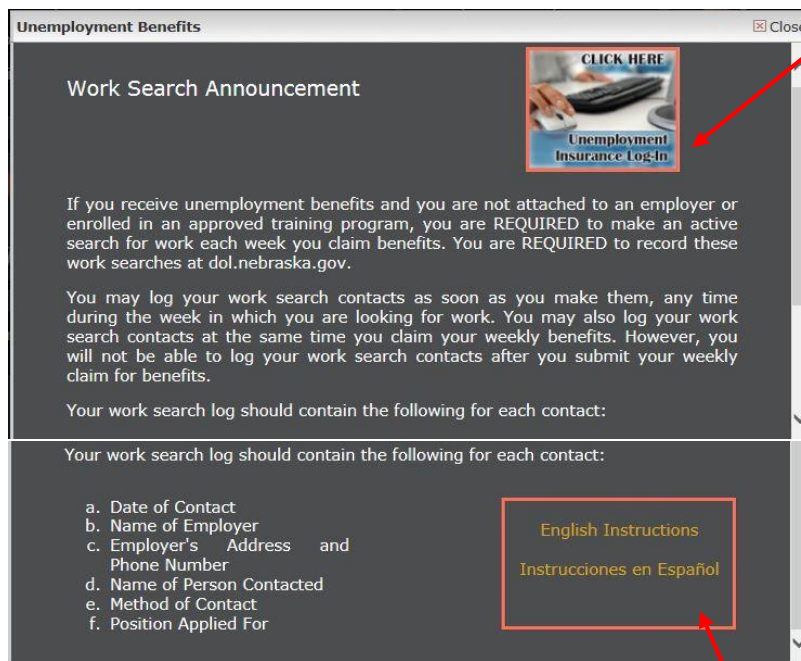 Unemployment Benefits
Close
Work Search Announcement
CLICK HERE
Unemployment
Insurance Log-In
If you receive unemployment benefits and you are not attached to an employer or
enrolled in an approved training program, you are REQUIRED to make an active
search for work each week you claim benefits. You are REQUIRED to record these
work searches at dol.nebraska.gov.
You may log your work search contacts as soon as you make them, any time
during the week in which you are looking for work. You may also log your work
search contacts at the same time you claim your weekly benefits. However, you
will not be able to log your work search contacts after you submit your weekly
claim for benefits.
Your work search log should contain the following for each contact:
Your work search log should contain the following for each contact:
a. Date of Contact
b. Name of Employer
c. Employer's Address and
Phone Number
d. Name of Person Contacted
e. Method of Contact
f. Position Applied For
English Instructions
Instrucciones en Español